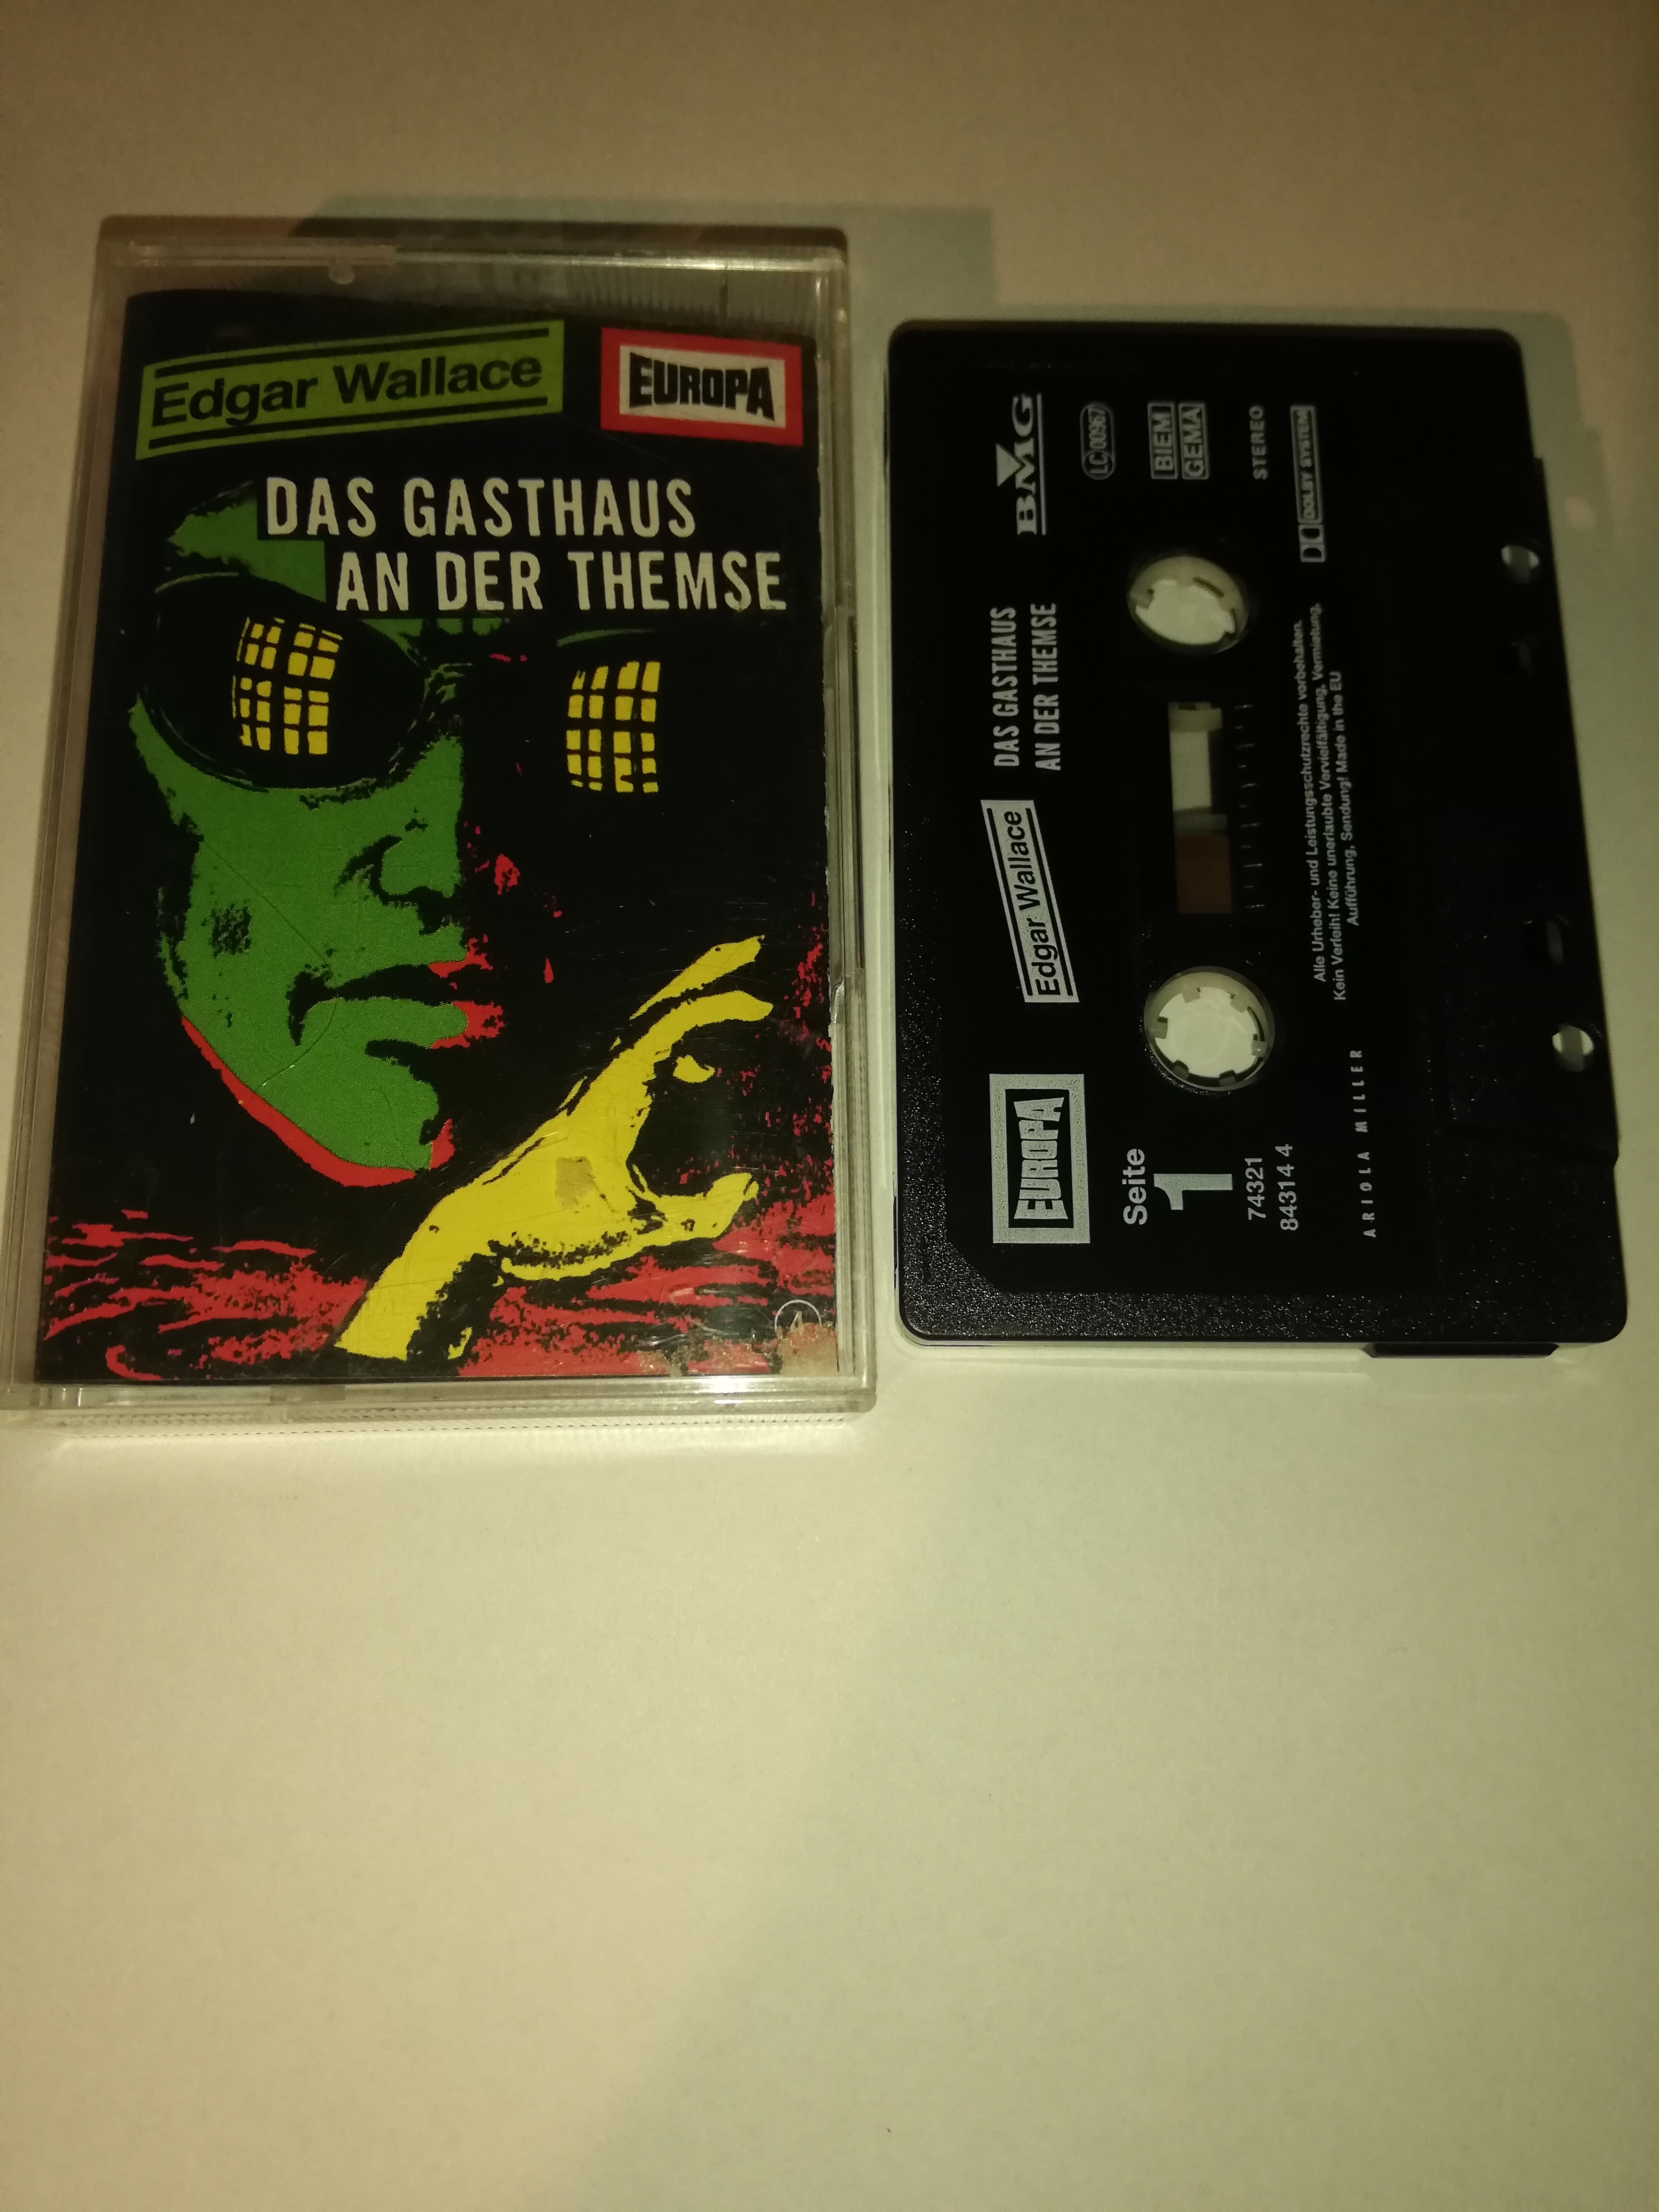 Edgar Wallace
EUROPA
DAS GASTHAUS
AN DER THEMSE
4
EUROPA
Edgar Wallace
DAS GASTHAUS
AN DER THEMSE
BMG
LC 00967
BIEM
GEMA
STEREO
DOLBY SYSTEM
Seite
1
74321
84314 4
Alle Urheber- und Leistungsschutzrechte vorbehalten.
Kein Verleih! Keine unerlaubte Vervielfältigung, Vermietung,
Aufführung, Sendung! Made in the EU
ARIOLA MILLER